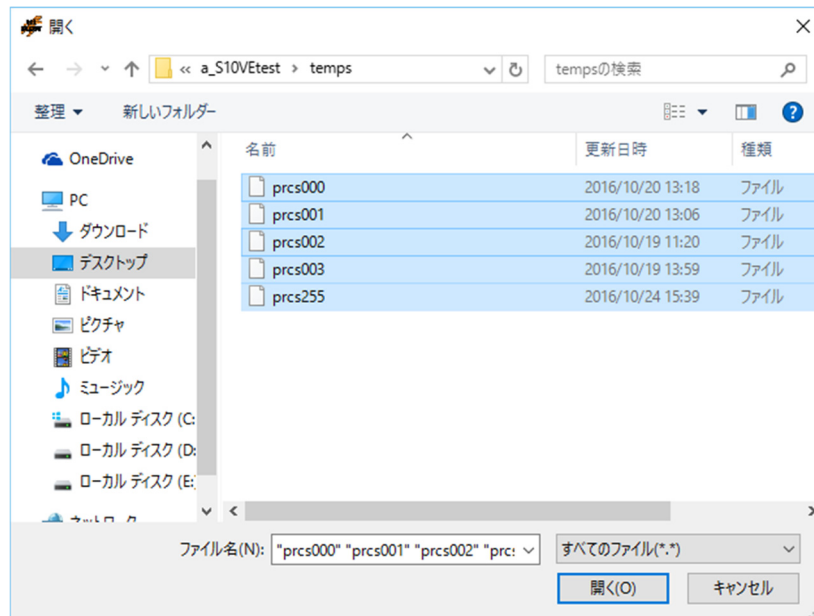 開く
« a_S10VEtest > temps
tempsの検索
整理 新しいフォルダー
名前 更新日時 種類
OneDrive
PC
ダウンロード
デスクトップ
ドキュメント
ピクチャ
ビデオ
ミュージック
ローカル ディスク (C:
ローカル ディスク (D:
ローカル ディスク (E:
ネットワーク
prcs000 2016/10/20 13:18 ファイル
prcs001 2016/10/20 13:06 ファイル
prcs002 2016/10/19 11:20 ファイル
prcs003 2016/10/19 13:59 ファイル
prcs255 2016/10/24 15:39 ファイル
ファイル名(N): "prcs000" "prcs001" "prcs002" "prc: すべてのファイル(*.*)
開く(O) キャンセル